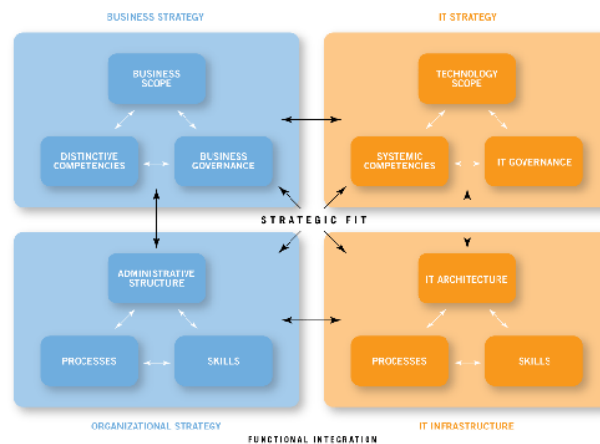 BUSINESS STRATEGY
IT STRATEGY
BUSINESS
SCOPE
TECHNOLOGY
SCOPE
DISTINCTIVE
COMPETENCIES
BUSINESS
GOVERNANCE
SYSTEMIC
COMPETENCIES
IT GOVERNANCE
STRATEGIC FIT
ADMINISTRATIVE
STRUCTURE
IT ARCHITECTURE
PROCESSES
SKILLS
PROCESSES
SKILLS
ORGANIZATIONAL STRATEGY
IT INFRASTRUCTURE
FUNCTIONAL INTEGRATION